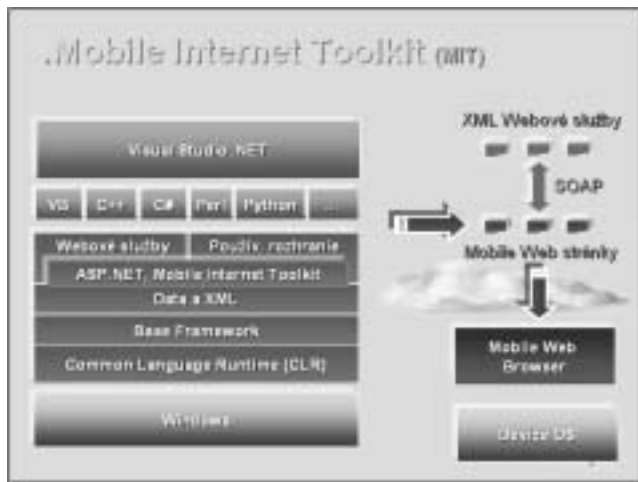 .Mobile Internet Toolkit (MIT)
Visual Studio .NET
VB C++ C# Perl Python ...
Webové služby Použív. rozhranie
ASP.NET, Mobile Internet Toolkit
Data a XML
Base Framework
Common Language Runtime (CLR)
Windows
XML Webové služby
SOAP
Mobile Web stránky
Mobile Web
Browser
Device OS